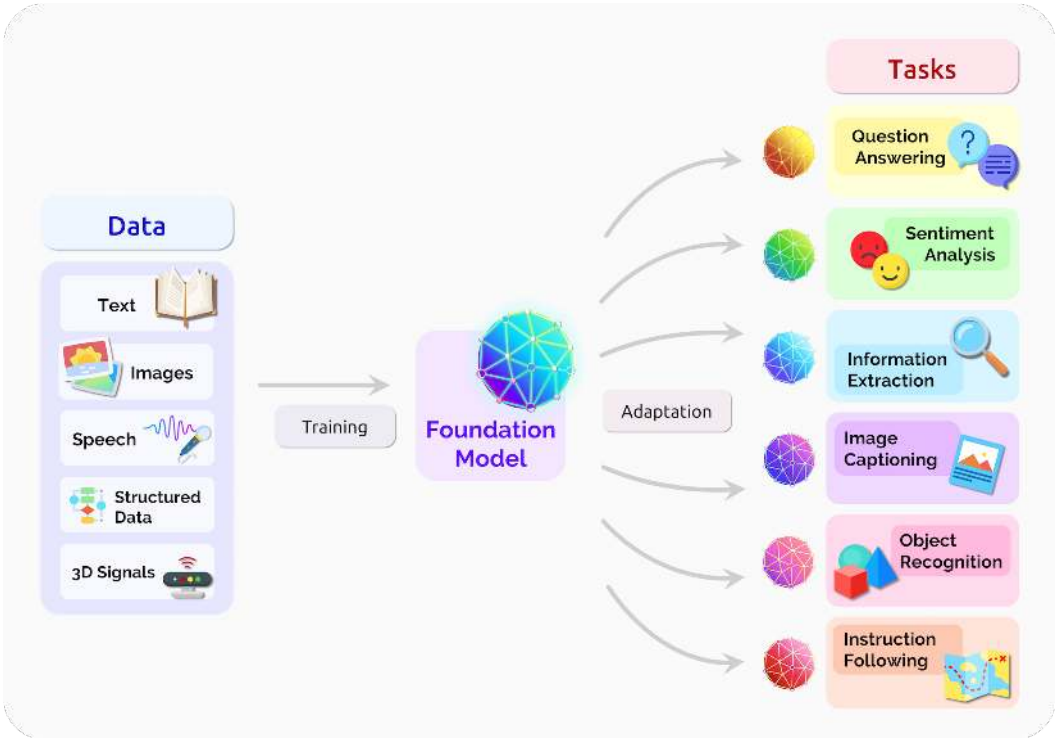 Data
Text
Images
Speech
Structured
Data
3D Signals
Training
Foundation
Model
Adaptation
Tasks
Question
Answering
?
Sentiment
Analysis
Information
Extraction
Image
Captioning
Object
Recognition
Instruction
Following